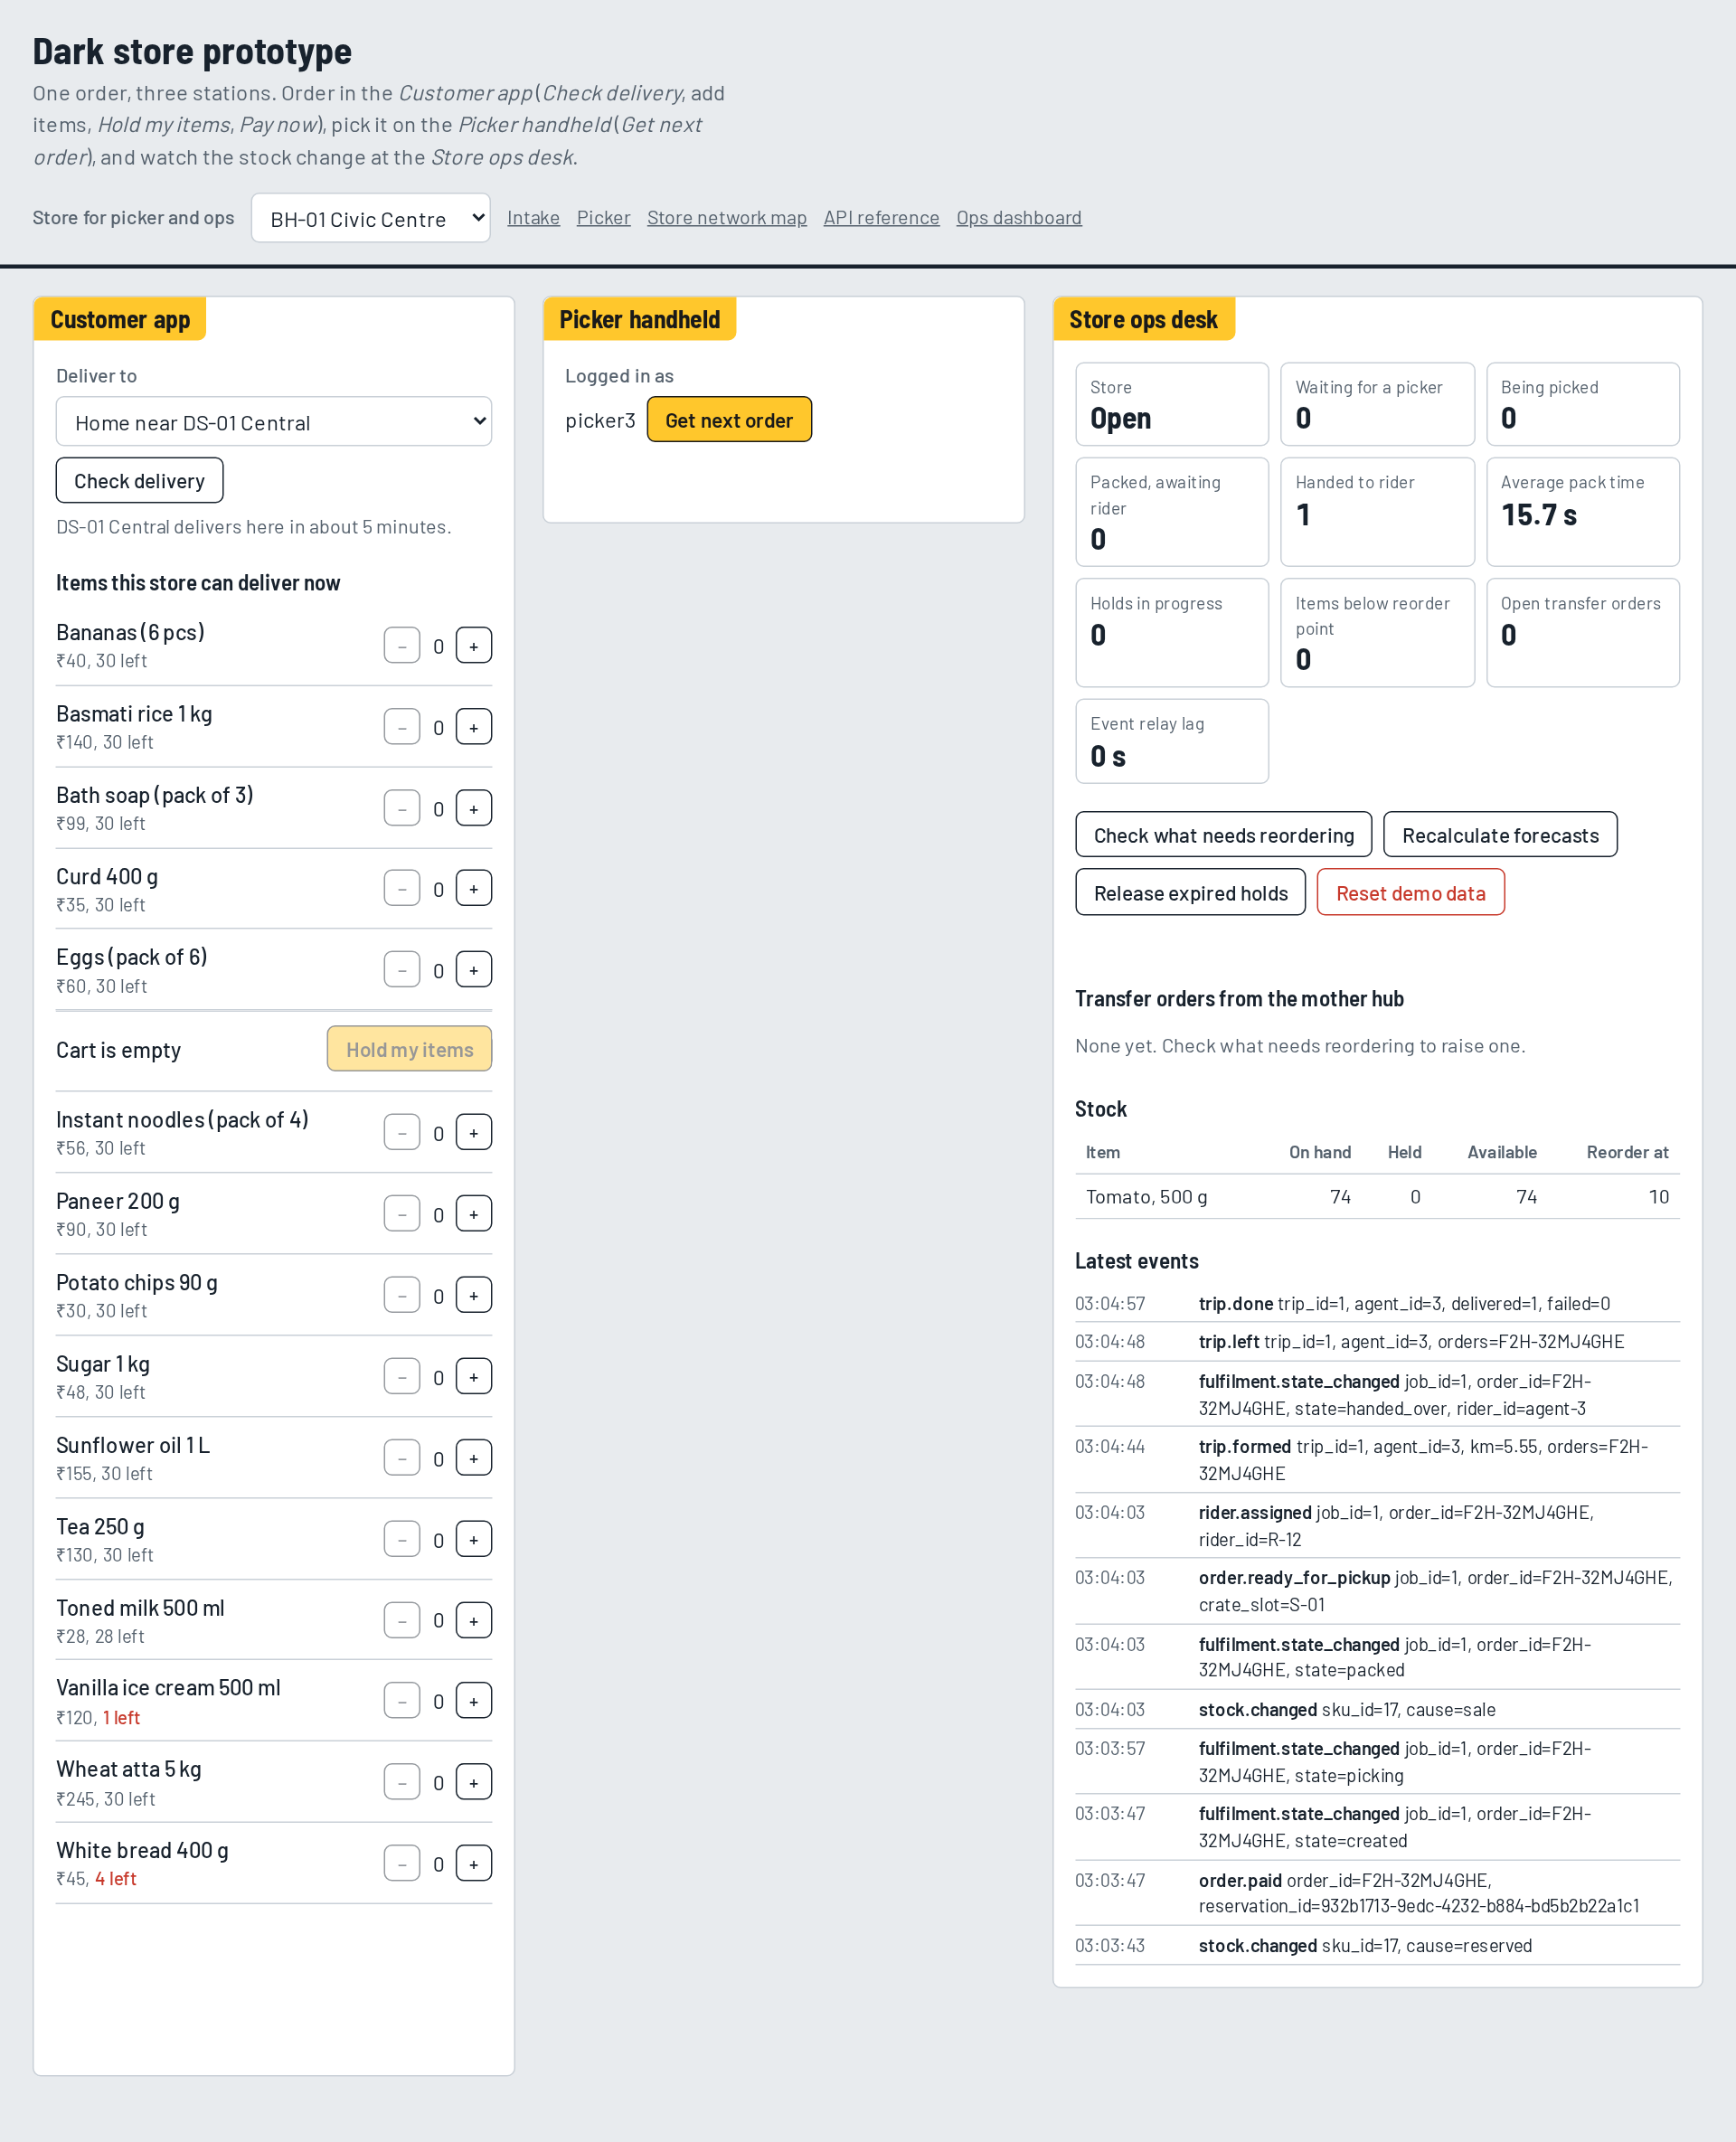 Dark store prototype
One order, three stations. Order in the Customer app (Check delivery, add
items, Hold my items, Pay now), pick it on the Picker handheld (Get next
order), and watch the stock change at the Store ops desk.
Store for picker and ops BH-01 Civic Centre Intake Picker Store network map API reference Ops dashboard
Customer app
Deliver to
Home near DS-01 Central
Check delivery
DS-01 Central delivers here in about 5 minutes.
Items this store can deliver now
Bananas (6 pcs)
₹40, 30 left
− 0 +
Basmati rice 1 kg
₹140, 30 left
− 0 +
Bath soap (pack of 3)
₹99, 30 left
− 0 +
Curd 400 g
₹35, 30 left
− 0 +
Eggs (pack of 6)
₹60, 30 left
− 0 +
Cart is empty Hold my items
Instant noodles (pack of 4)
₹56, 30 left
− 0 +
Paneer 200 g
₹90, 30 left
− 0 +
Potato chips 90 g
₹30, 30 left
− 0 +
Sugar 1 kg
₹48, 30 left
− 0 +
Sunflower oil 1 L
₹155, 30 left
− 0 +
Tea 250 g
₹130, 30 left
− 0 +
Toned milk 500 ml
₹28, 28 left
− 0 +
Vanilla ice cream 500 ml
₹120, 1 left
− 0 +
Wheat atta 5 kg
₹245, 30 left
− 0 +
White bread 400 g
₹45, 4 left
− 0 +
Picker handheld
Logged in as
picker3 Get next order
Store ops desk
Store
Open
Waiting for a picker
0
Being picked
0
Packed, awaiting
rider
0
Handed to rider
1
Average pack time
15.7 s
Holds in progress
0
Items below reorder
point
0
Open transfer orders
0
Event relay lag
0 s
Check what needs reordering Recalculate forecasts
Release expired holds Reset demo data
Transfer orders from the mother hub
None yet. Check what needs reordering to raise one.
Stock
Item On hand Held Available Reorder at
Tomato, 500 g 74 0 74 10
Latest events
03:04:57 trip.done trip_id=1, agent_id=3, delivered=1, failed=0
03:04:48 trip.left trip_id=1, agent_id=3, orders=F2H-32MJ4GHE
03:04:48 fulfilment.state_changed job_id=1, order_id=F2H-
32MJ4GHE, state=handed_over, rider_id=agent-3
03:04:44 trip.formed trip_id=1, agent_id=3, km=5.55, orders=F2H-
32MJ4GHE
03:04:03 rider.assigned job_id=1, order_id=F2H-32MJ4GHE,
rider_id=R-12
03:04:03 order.ready_for_pickup job_id=1, order_id=F2H-32MJ4GHE,
crate_slot=S-01
03:04:03 fulfilment.state_changed job_id=1, order_id=F2H-
32MJ4GHE, state=packed
03:04:03 stock.changed sku_id=17, cause=sale
03:03:57 fulfilment.state_changed job_id=1, order_id=F2H-
32MJ4GHE, state=picking
03:03:47 fulfilment.state_changed job_id=1, order_id=F2H-
32MJ4GHE, state=created
03:03:47 order.paid order_id=F2H-32MJ4GHE,
reservation_id=932b1713-9edc-4232-b884-bd5b2b22a1c1
03:03:43 stock.changed sku_id=17, cause=reserved